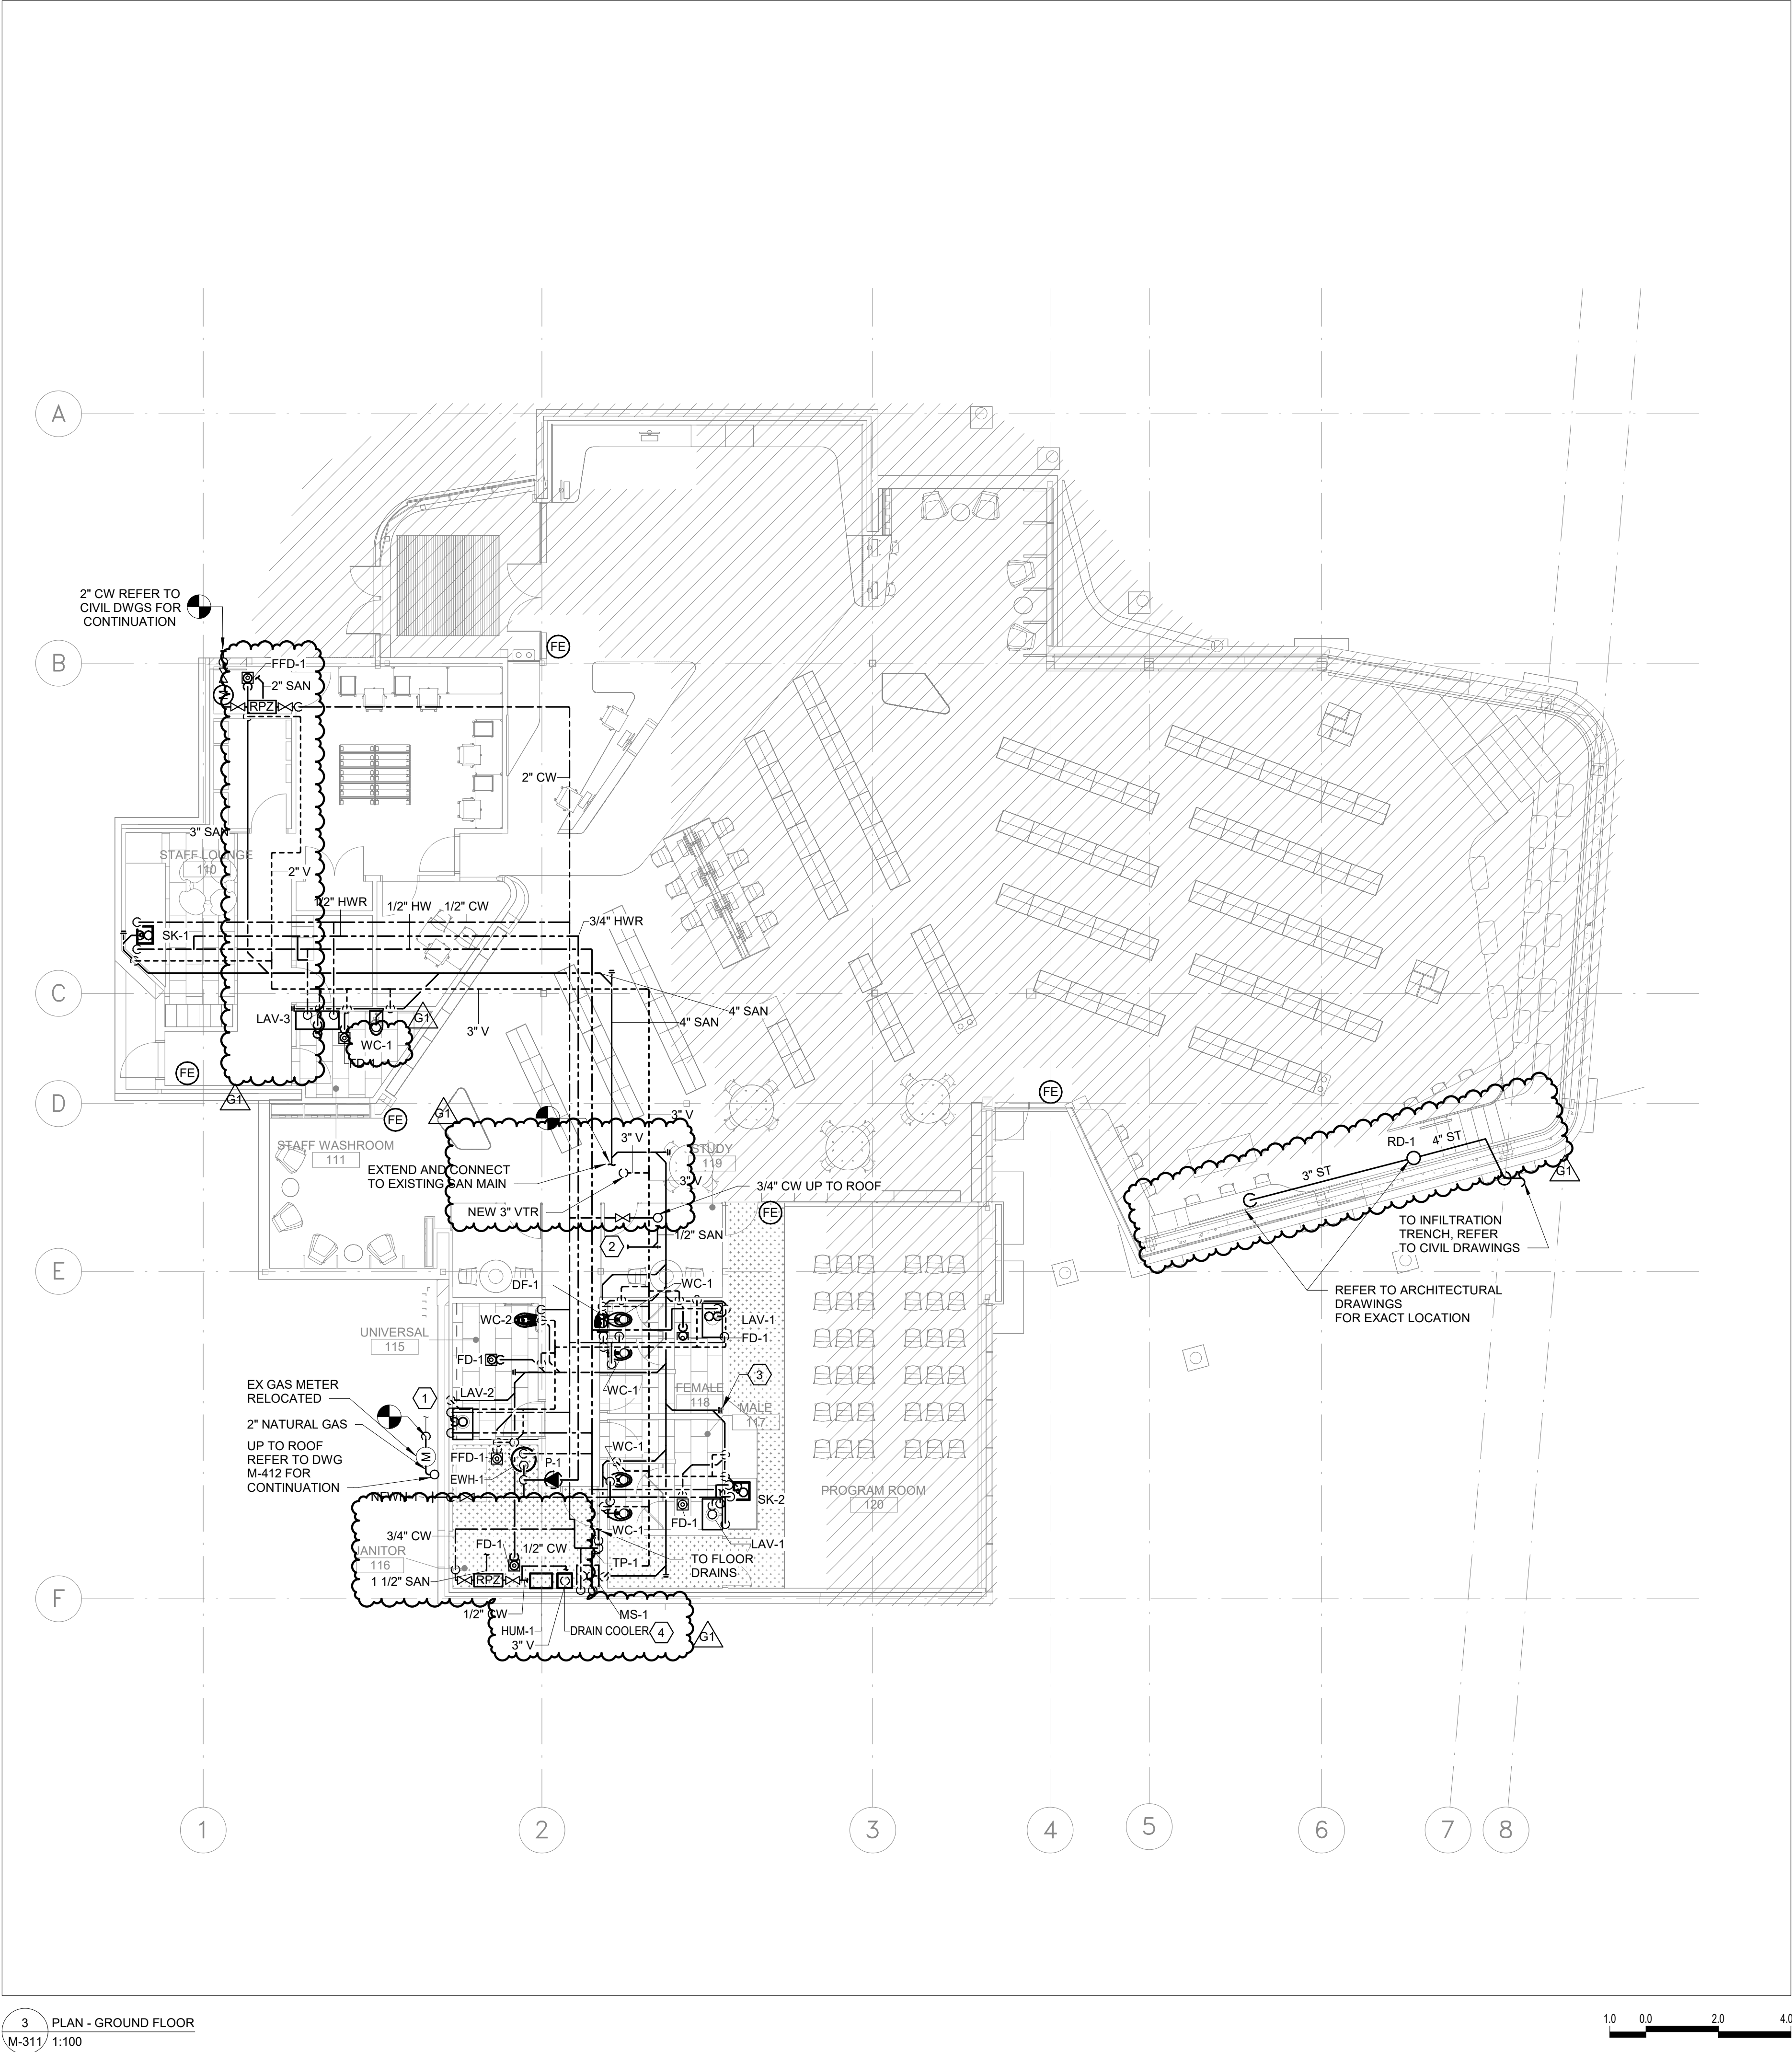 A
2" CW REFER TO
CIVIL DWGS FOR
CONTINUATION
FE
B
FFD-1
2" SAN
M
RPZ
2" CW
3" SAN
STAFF LOUNGE
110
2" V
1/2" HWR
1/2" HW
1/2" CW
3/4" HWR
SK-1
C
4" SAN
4" SAN
LAV-3
G1
3" V
WC-1
FD-1
FE
FE
G1
D
FE
G1
3" V
3" V
STAFF WASHROOM
111
STUDY
119
EXTEND AND CONNECT
TO EXISTING SAN MAIN
3" V
3/4" CW UP TO ROOF
NEW 3" VTR
FE
1/2" SAN
2
RD-1
4" ST
3" ST
G1
TO INFILTRATION
TRENCH, REFER
TO CIVIL DRAWINGS
REFER TO ARCHITECTURAL
DRAWINGS
FOR EXACT LOCATION
E
DF-1
WC-1
WC-2
LAV-1
UNIVERSAL
115
FD-1
FD-1
EX GAS METER
RELOCATED
1
LAV-2
WC-1
FEMALE
118
3
MALE
117
2" NATURAL GAS
UP TO ROOF
REFER TO DWG
M-412 FOR
CONTINUATION
M
FFD-1
EWH-1
P-1
WC-1
PROGRAM ROOM
120
SK-2
FD-1
WC-1
LAV-1
3/4" CW
JANITOR
116
FD-1
1/2" CW
TP-1
TO FLOOR
DRAINS
1 1/2" SAN
RPZ
F
1/2" CW
MS-1
HUM-1
DRAIN COOLER
4
G1
3" V
1
2
3
4
5
6
7
8
3
PLAN - GROUND FLOOR
M-311
1:100
1.0
0.0
2.0
4.0